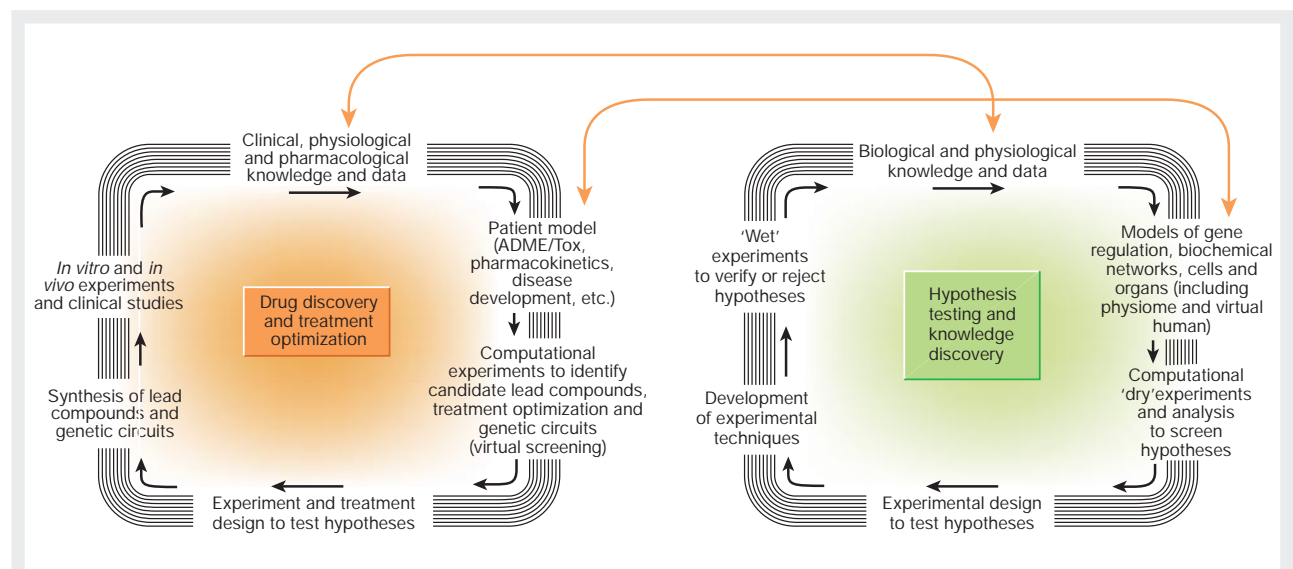 Clinical, physiological
and pharmacological
knowledge and data
Patient model
(ADME/Tox,
pharmacokinetics,
disease
development, etc.)
Computational
experiments to identify
candidate lead compounds,
treatment optimization and
genetic circuits
(virtual screening)
Experiment and treatment
design to test hypotheses
Synthesis of lead
compounds and
genetic circuits
In vitro and in
vivo experiments
and clinical studies
Drug discovery
and treatment
optimization
Biological and physiological
knowledge and data
Models of gene
regulation, biochemical
networks, cells and
organs (including
physiome and virtual
human)
Computational
'dry'experiments
and analysis
to screen
hypotheses
Experimental design
to test hypotheses
Development
of experimental
techniques
'Wet'
experiments
to verify or reject
hypotheses
Hypothesis
testing and
knowledge
discovery